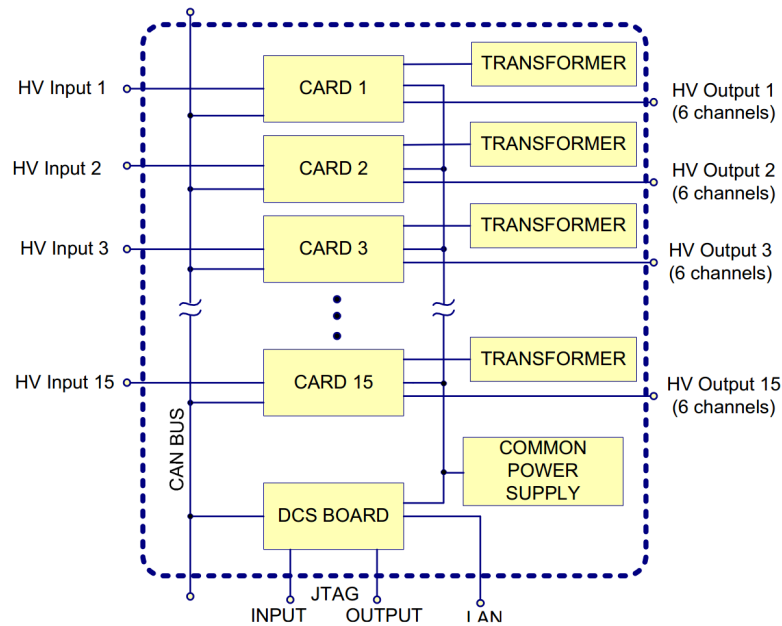 TRANSFORMER
HV Input 1
CARD 1
HV Output 1
(6 channels)
TRANSFORMER
HV Input 2
CARD 2
HV Output 2
(6 channels)
TRANSFORMER
HV Input 3
CARD 3
HV Output 3
(6 channels)
TRANSFORMER
HV Input 15
CARD 15
HV Output 15
(6 channels)
CAN BUS
COMMON
POWER
SUPPLY
DCS BOARD
JTAG
INPUT
OUTPUT
LAN